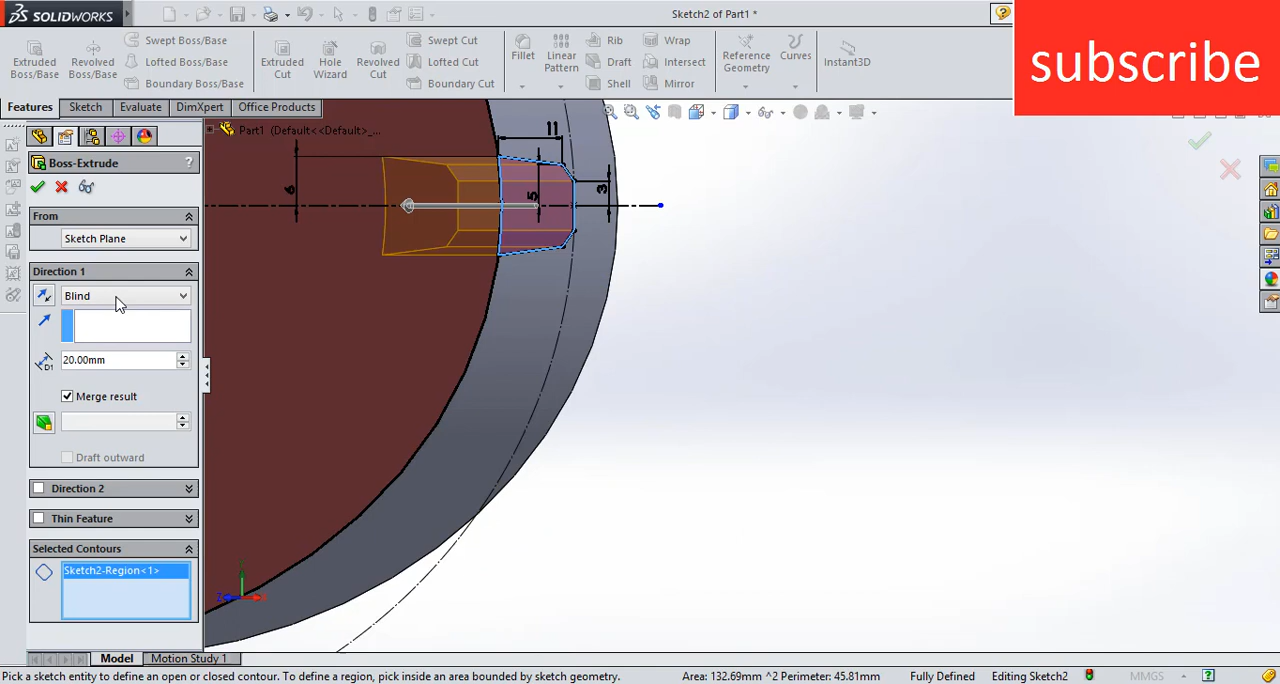 SOLIDWORKS
Sketch2 of Part1 *
subscribe
Extruded Boss/Base
Swept Boss/Base
Lofted Boss/Base
Boundary Boss/Base
Extruded Cut
Hole Wizard
Revolved Cut
Swept Cut
Lofted Cut
Boundary Cut
Fillet
Linear Pattern
Rib
Draft
Shell
Wrap
Intersect
Mirror
Reference Geometry
Curves
Instant3D
Features
Sketch
Evaluate
DimXpert
Office Products
Part1 (Default<<Default>_...
Boss-Extrude
?
From
Sketch Plane
Direction 1
Blind
20.00mm
D1
Merge result
Draft outward
Direction 2
Thin Feature
Selected Contours
Sketch2-Region<1>
11
6
5
3
Model
Motion Study 1
Pick a sketch entity to define an open or closed contour. To define a region, pick inside an area bounded by sketch geometry.
Area: 132.69mm ^2 Perimeter: 45.81mm
Fully Defined
Editing Sketch2
MMGS